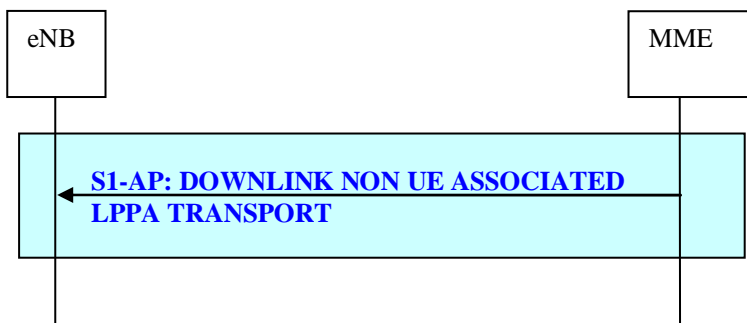 eNB
MME
S1-AP: DOWNLINK NON UE ASSOCIATED
LPPA TRANSPORT